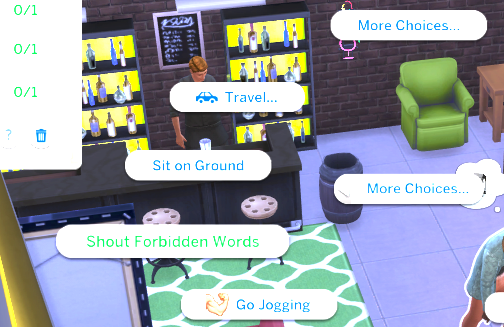 0/1
More Choices...
0/1
0/1
Travel...
?
Sit on Ground
More Choices...
Shout Forbidden Words
Go Jogging